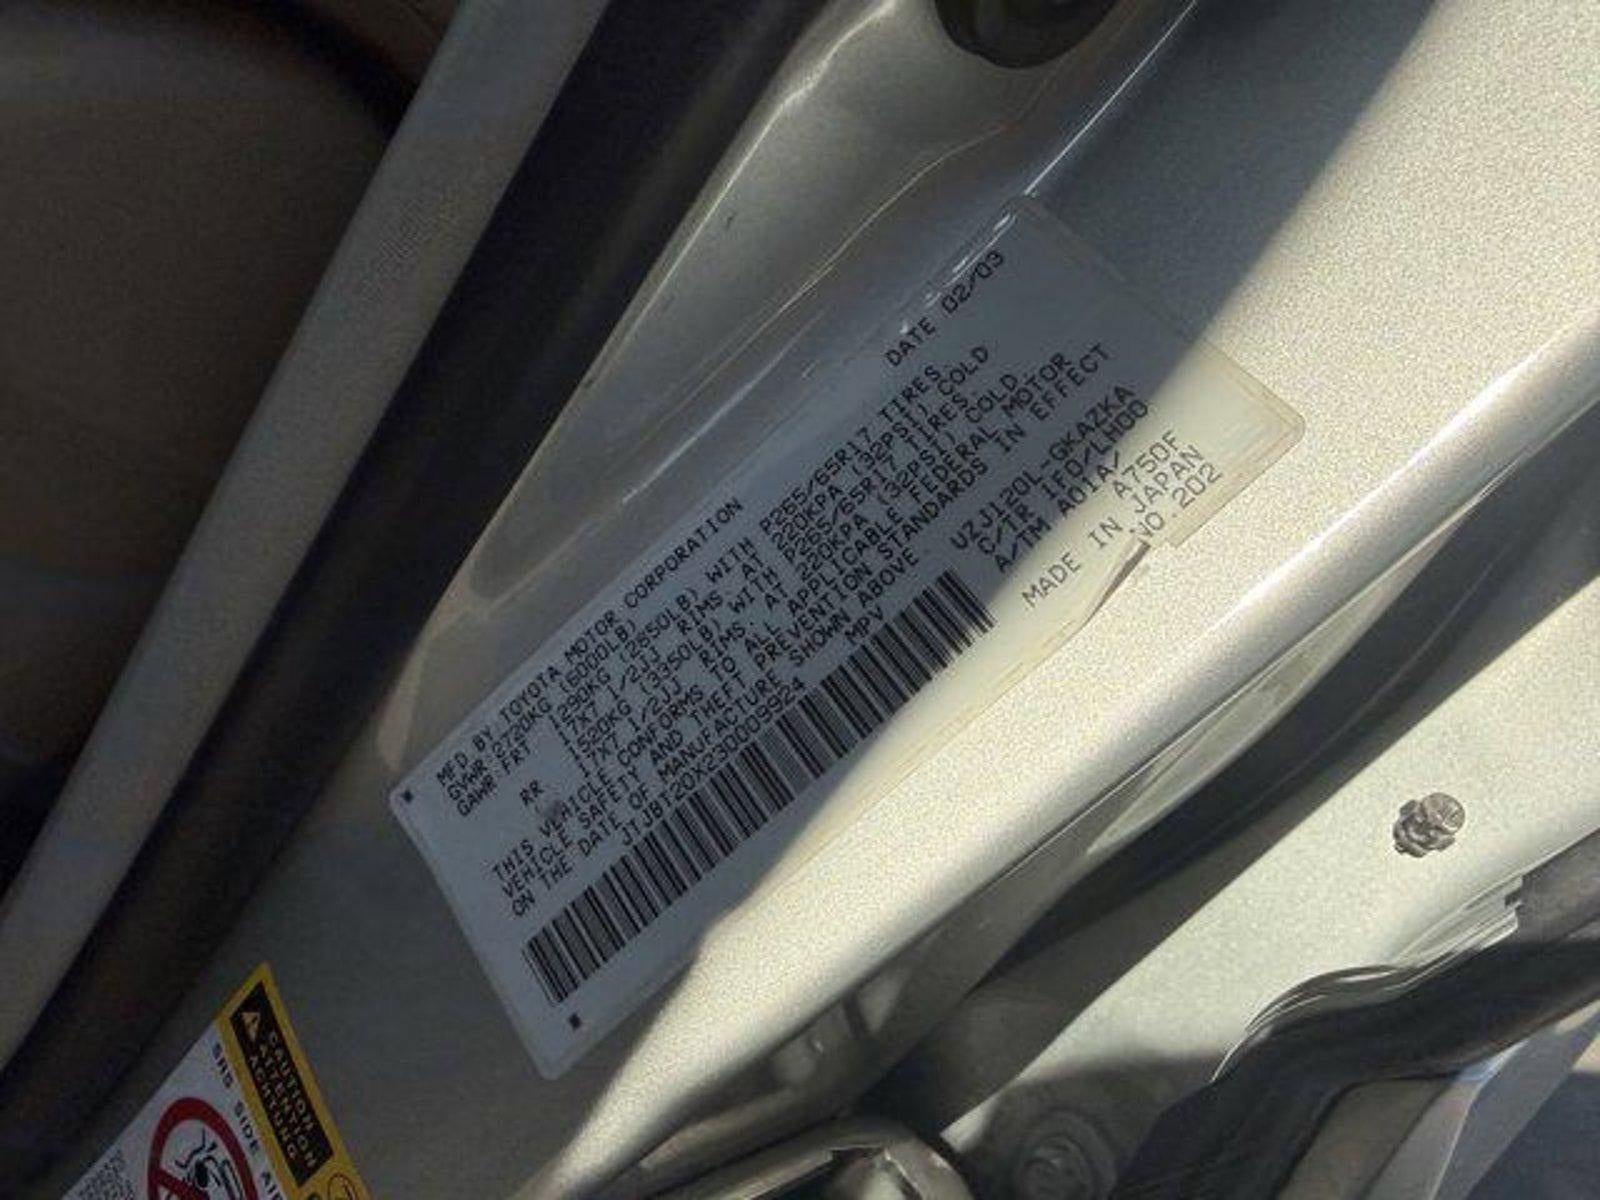 MFD BY TOYOTA MOTOR CORPORATION DATE 02/03
GVWR 2720KG (6000LB)
GAWR FRT 1290KG (2850LB) WITH P265/65R17 TIRES
17X7 1/2JJ RIMS, AT 220KPA (32PSI) COLD
RR 1520KG (3350LB) WITH P265/65R17 TIRES
17X7 1/2JJ RIMS, AT 220KPA (32PSI) COLD
THIS VEHICLE CONFORMS TO ALL APPLICABLE FEDERAL MOTOR
VEHICLE SAFETY AND THEFT PREVENTION STANDARDS IN EFFECT
ON THE DATE OF MANUFACTURE SHOWN ABOVE
JTJBT20X230009924 MPV
UZJ120L-GKAZKA
C/TR 1F0/LH00
A/TM A01A/ A750F
MADE IN JAPAN
NO.202
CAUTION
ATTENTION
ACHTUNG
SRS SIDE